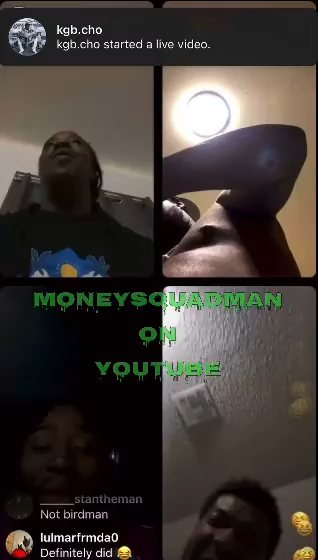 kgb.cho
kgb.cho started a live video.
MONEYSQUADMAN
ON
YOUTUBE
_____stantheman
Not birdman
lulmarfrmda0
Definitely did 😂